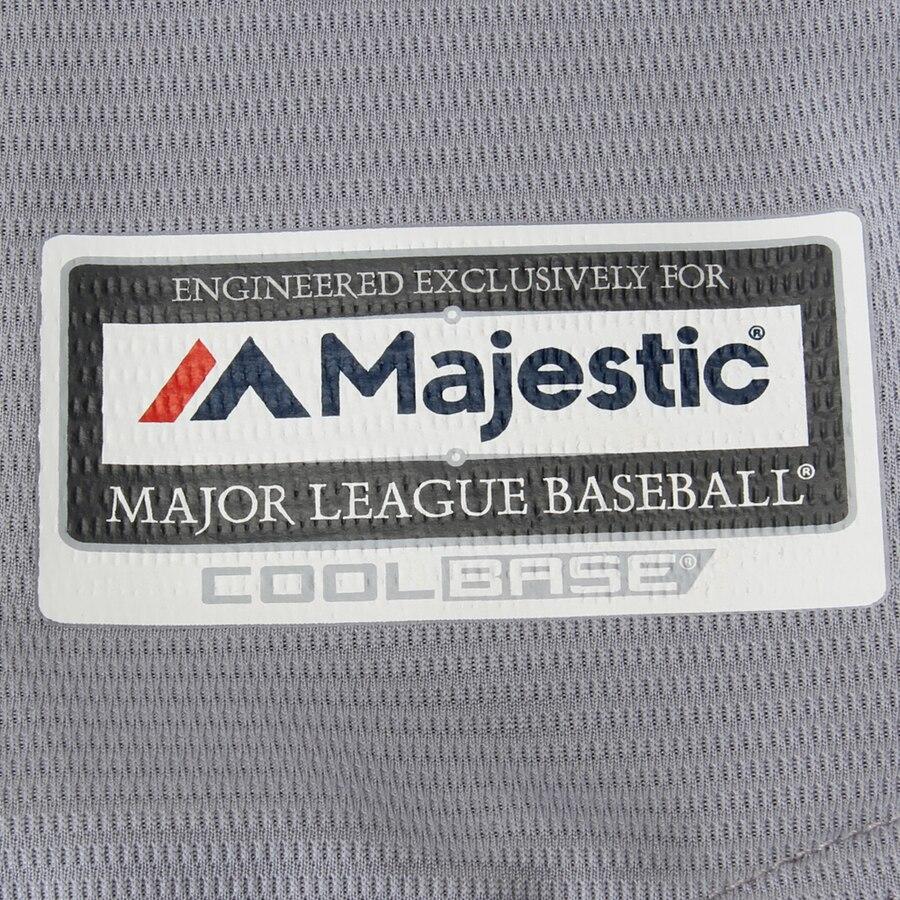 ENGINEERED EXCLUSIVELY FOR
Majestic®
MAJOR LEAGUE BASEBALL®
COOLBASE®